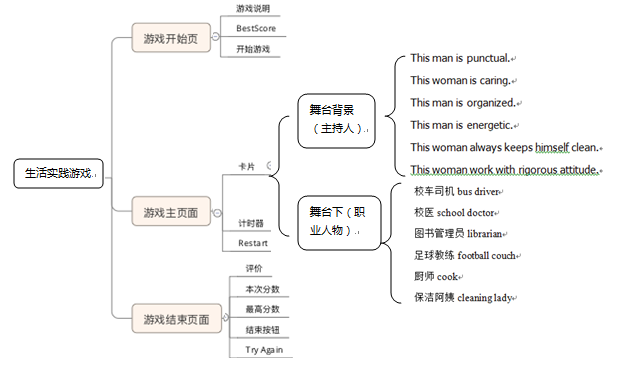 生活实践游戏
游戏开始页
游戏说明
BestScore
开始游戏
游戏主页面
卡片
舞台背景
（主持人）
This man is punctual.
This woman is caring.
This man is organized.
This man is energetic.
This woman always keeps himself clean.
This woman work with rigorous attitude.
舞台下（职
业人物）
校车司机 bus driver
校医 school doctor
图书管理员 librarian
足球教练 football couch
厨师 cook
保洁阿姨 cleaning lady
计时器
Restart
游戏结束页面
评价
本次分数
最高分数
结束按钮
Try Again